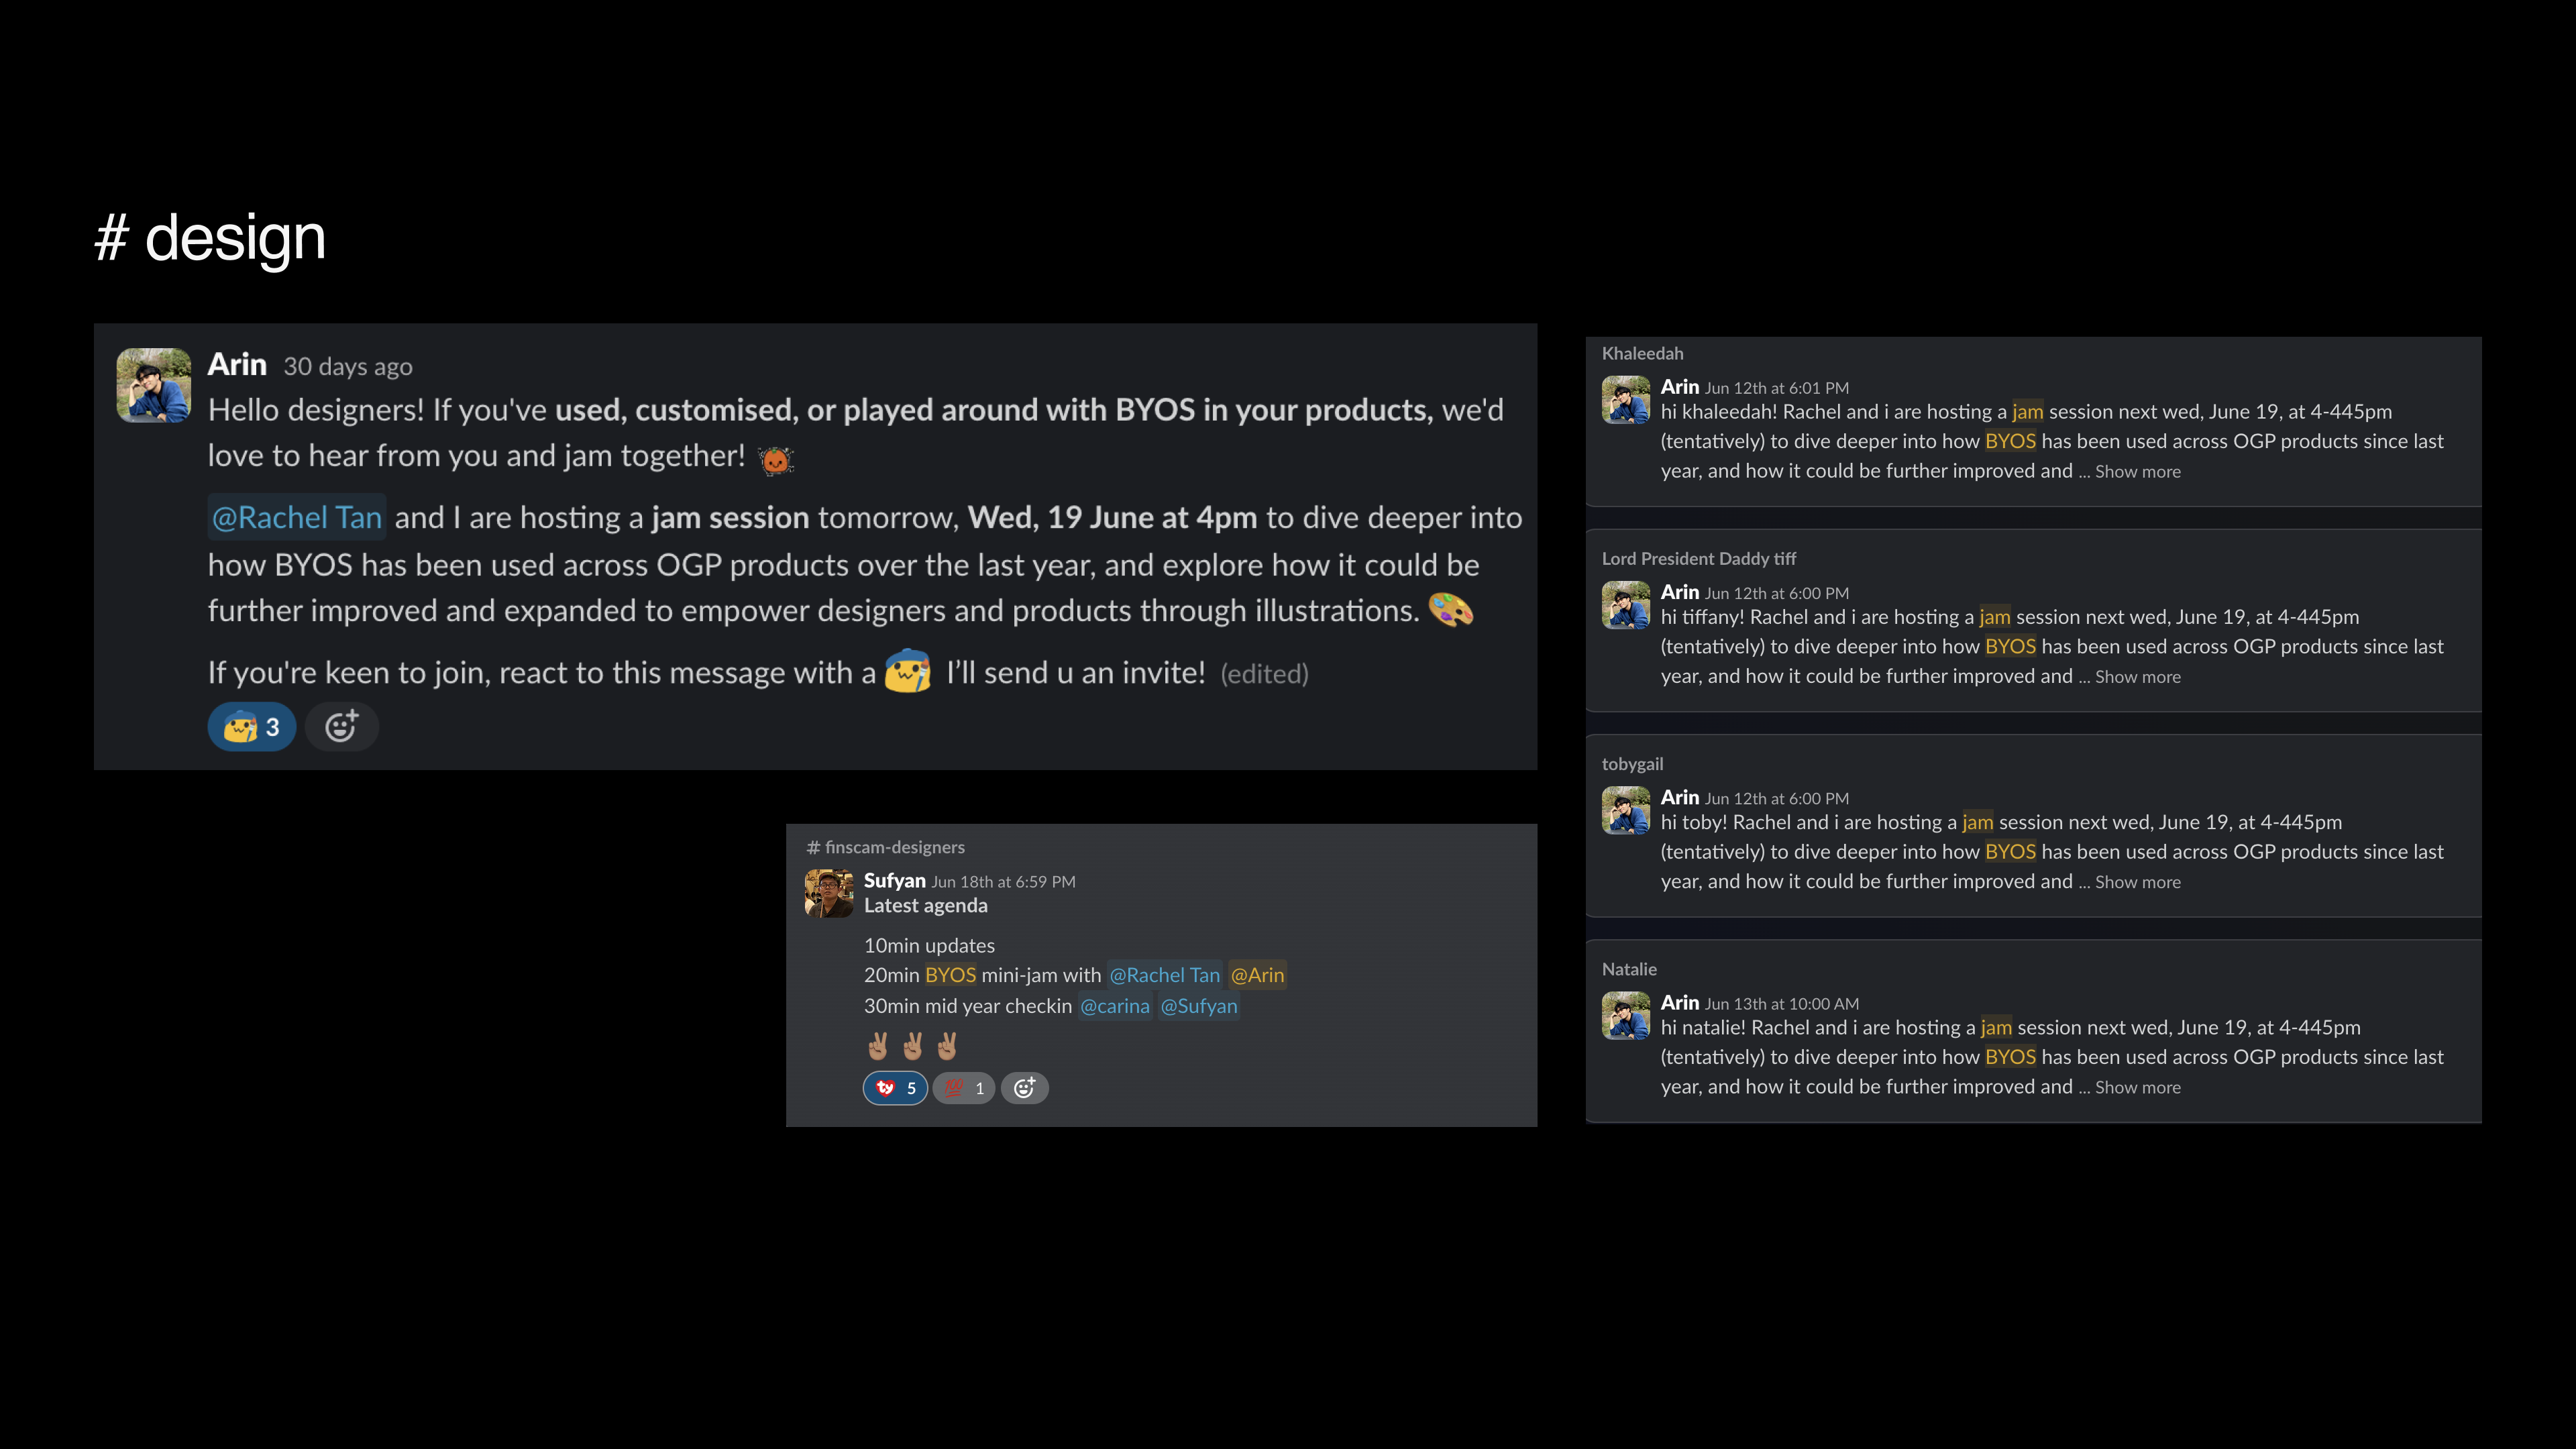 # design
Arin 30 days ago
Hello designers! If you've used, customised, or played around with BYOS in your products, we'd
love to hear from you and jam together!
@Rachel Tan and I are hosting a jam session tomorrow, Wed, 19 June at 4pm to dive deeper into
how BYOS has been used across OGP products over the last year, and explore how it could be
further improved and expanded to empower designers and products through illustrations.
If you're keen to join, react to this message with a I’ll send u an invite! (edited)
3
# finscam-designers
Sufyan Jun 18th at 6:59 PM
Latest agenda
10min updates
20min BYOS mini-jam with @Rachel Tan @Arin
30min mid year checkin @carina @Sufyan
ty 5 100 1
Khaleedah
Arin Jun 12th at 6:01 PM
hi khaleedah! Rachel and i are hosting a jam session next wed, June 19, at 4-445pm
(tentatively) to dive deeper into how BYOS has been used across OGP products since last
year, and how it could be further improved and ... Show more
Lord President Daddy tiff
Arin Jun 12th at 6:00 PM
hi tiffany! Rachel and i are hosting a jam session next wed, June 19, at 4-445pm
(tentatively) to dive deeper into how BYOS has been used across OGP products since last
year, and how it could be further improved and ... Show more
tobygail
Arin Jun 12th at 6:00 PM
hi toby! Rachel and i are hosting a jam session next wed, June 19, at 4-445pm
(tentatively) to dive deeper into how BYOS has been used across OGP products since last
year, and how it could be further improved and ... Show more
Natalie
Arin Jun 13th at 10:00 AM
hi natalie! Rachel and i are hosting a jam session next wed, June 19, at 4-445pm
(tentatively) to dive deeper into how BYOS has been used across OGP products since last
year, and how it could be further improved and ... Show more